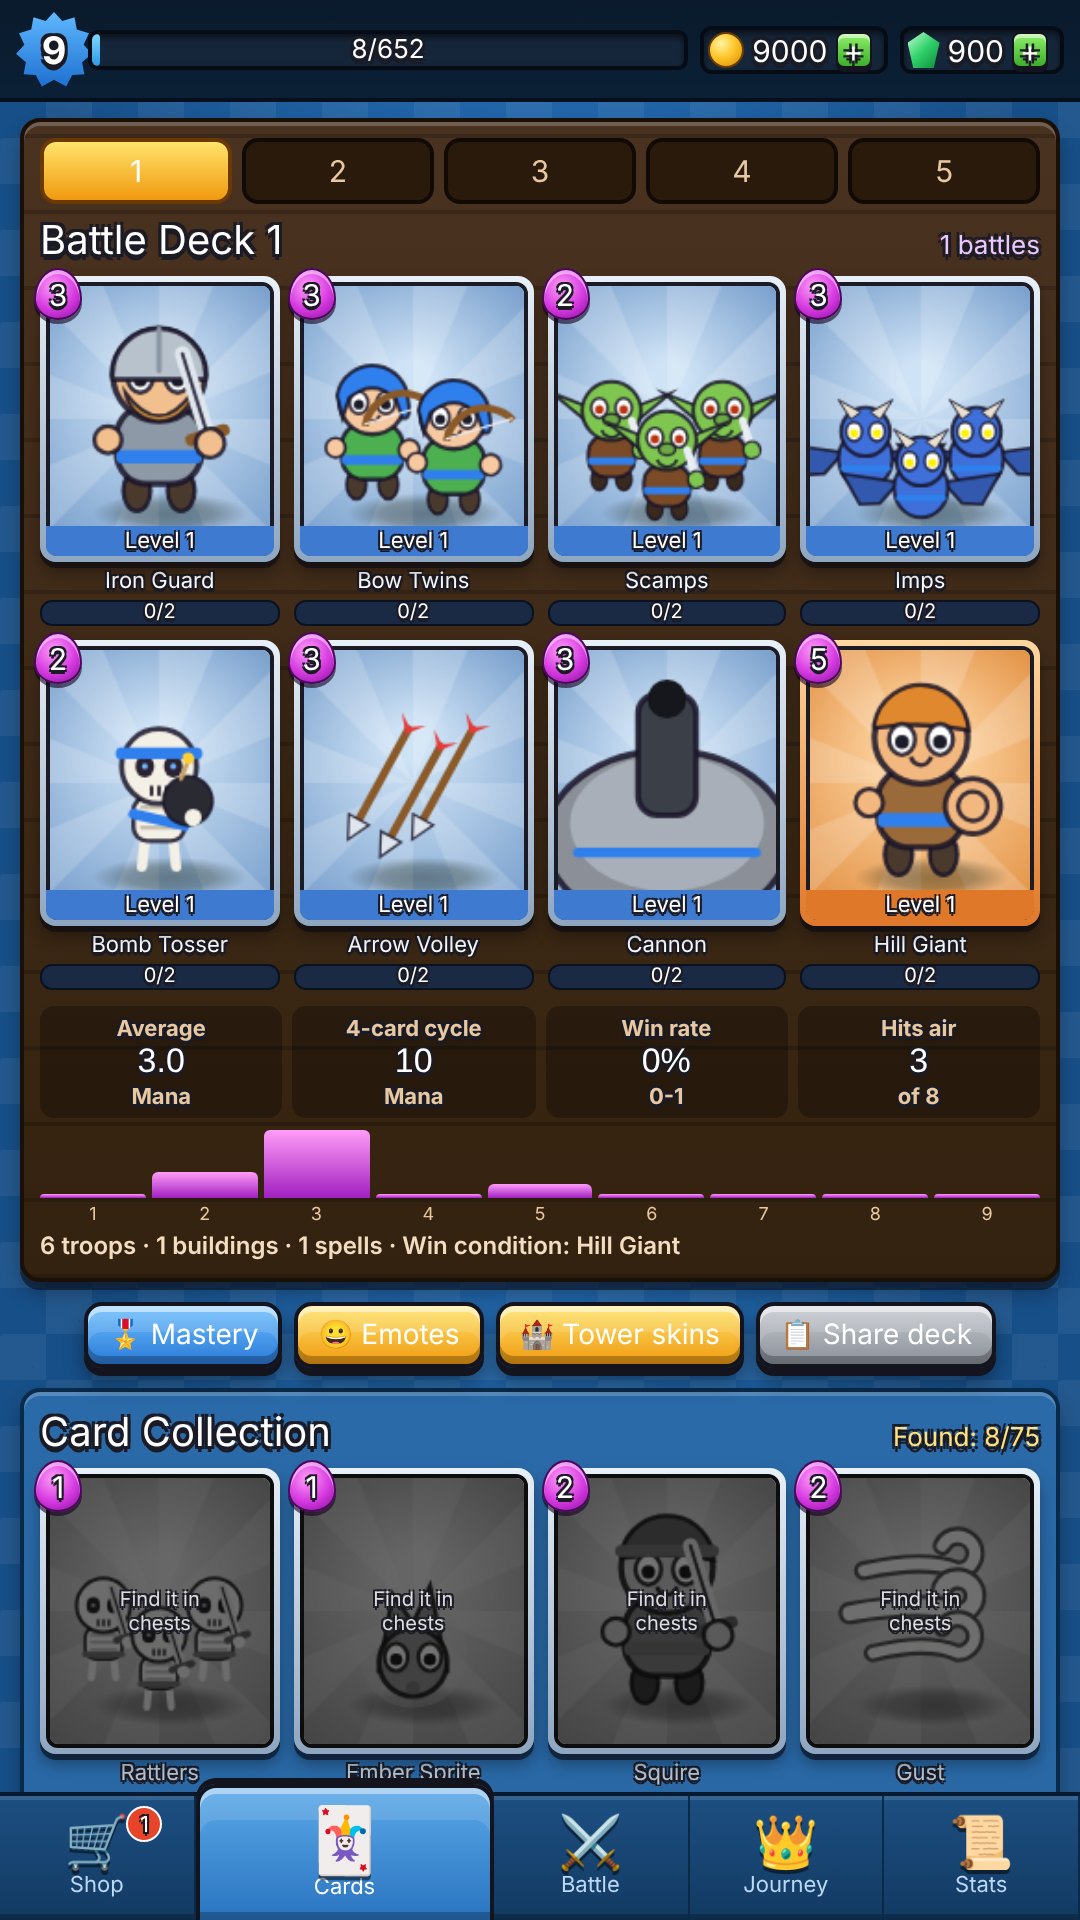 9
8/652
9000 +
900 +
1 2 3 4 5
Battle Deck 1
1 battles
3 3 2 3
Level 1 Level 1 Level 1 Level 1
Iron Guard Bow Twins Scamps Imps
0/2 0/2 0/2 0/2
2 3 3 5
Level 1 Level 1 Level 1 Level 1
Bomb Tosser Arrow Volley Cannon Hill Giant
0/2 0/2 0/2 0/2
Average 4-card cycle Win rate Hits air
3.0 10 0% 3
Mana Mana 0-1 of 8
1 2 3 4 5 6 7 8 9
6 troops · 1 buildings · 1 spells · Win condition: Hill Giant
Mastery Emotes Tower skins Share deck
Card Collection
Found: 8/75
1 1 2 2
Find it in Find it in Find it in Find it in
chests chests chests chests
Rattlers Ember Sprite Squire Gust
1
Shop Cards Battle Journey Stats